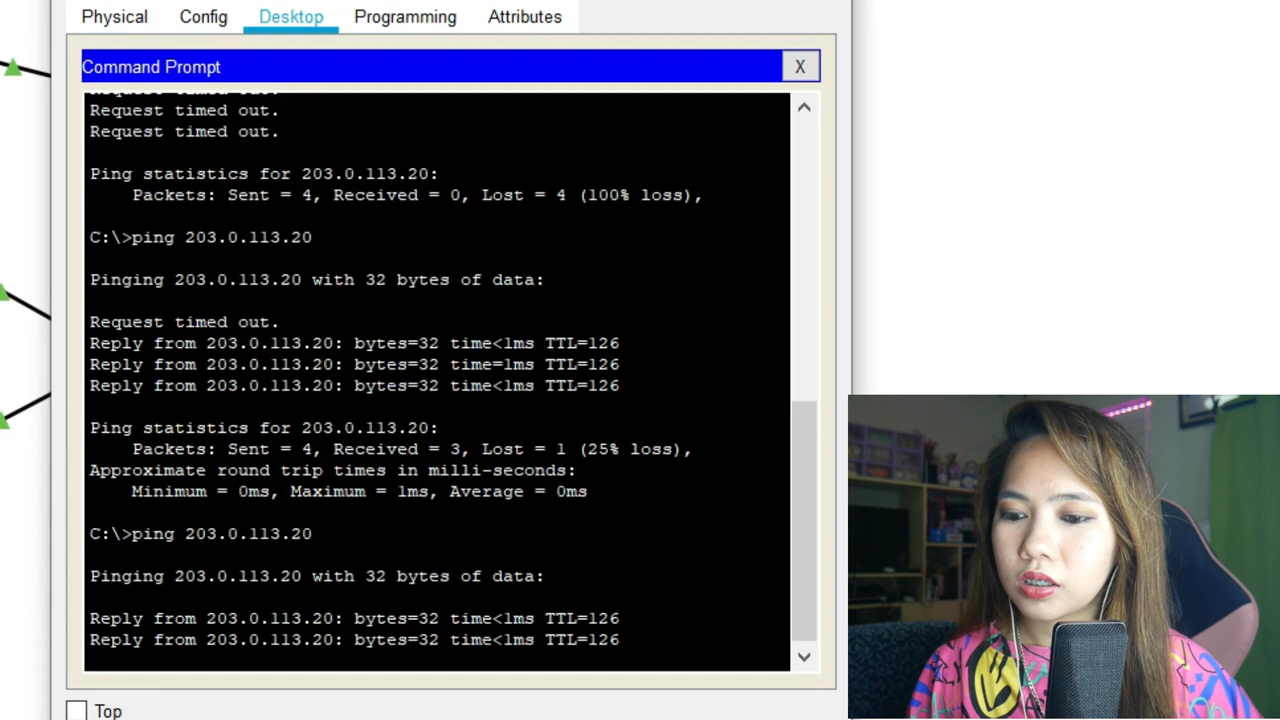 Physical Config Desktop Programming Attributes
Command Prompt X
Request timed out.
Request timed out.
Ping statistics for 203.0.113.20:
Packets: Sent = 4, Received = 0, Lost = 4 (100% loss),
C:\>ping 203.0.113.20
Pinging 203.0.113.20 with 32 bytes of data:
Request timed out.
Reply from 203.0.113.20: bytes=32 time<1ms TTL=126
Reply from 203.0.113.20: bytes=32 time=1ms TTL=126
Reply from 203.0.113.20: bytes=32 time<1ms TTL=126
Ping statistics for 203.0.113.20:
Packets: Sent = 4, Received = 3, Lost = 1 (25% loss),
Approximate round trip times in milli-seconds:
Minimum = 0ms, Maximum = 1ms, Average = 0ms
C:\>ping 203.0.113.20
Pinging 203.0.113.20 with 32 bytes of data:
Reply from 203.0.113.20: bytes=32 time<1ms TTL=126
Reply from 203.0.113.20: bytes=32 time<1ms TTL=126
Top